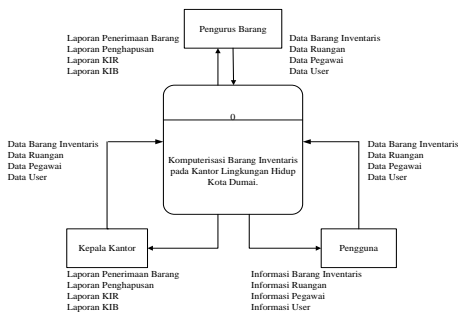 Pengurus Barang
Laporan Penerimaan Barang
Laporan Penghapusan
Laporan KIR
Laporan KIB
Data Barang Inventaris
Data Ruangan
Data Pegawai
Data User
0
Komputerisasi Barang Inventaris
pada Kantor Lingkungan Hidup
Kota Dumai.
Data Barang Inventaris
Data Ruangan
Data Pegawai
Data User
Data Barang Inventaris
Data Ruangan
Data Pegawai
Data User
Kepala Kantor
Pengguna
Laporan Penerimaan Barang
Laporan Penghapusan
Laporan KIR
Laporan KIB
Informasi Barang Inventaris
Informasi Ruangan
Informasi Pegawai
Informasi User